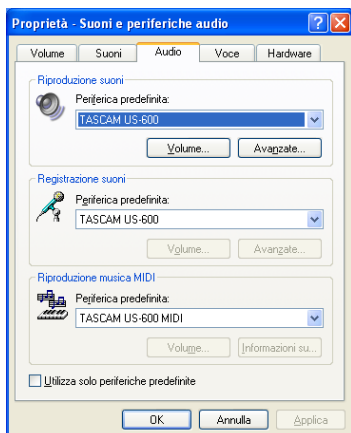 Proprietà - Suoni e periferiche audio
Volume Suoni Audio Voce Hardware
Riproduzione suoni
Periferica predefinita:
TASCAM US-600
Volume... Avanzate...
Registrazione suoni
Periferica predefinita:
TASCAM US-600
Volume... Avanzate...
Riproduzione musica MIDI
Periferica predefinita:
TASCAM US-600 MIDI
Volume... Informazioni su...
Utilizza solo periferiche predefinite
OK Annulla Applica